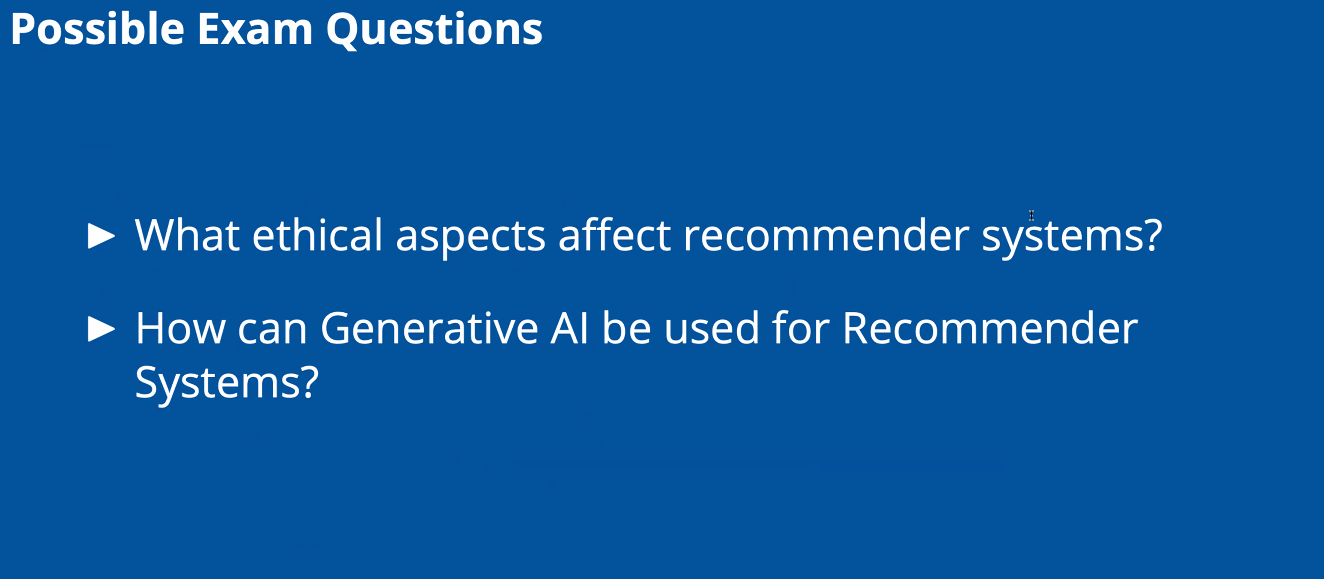 Possible Exam Questions
► What ethical aspects affect recommender systems?
► How can Generative AI be used for Recommender
Systems?